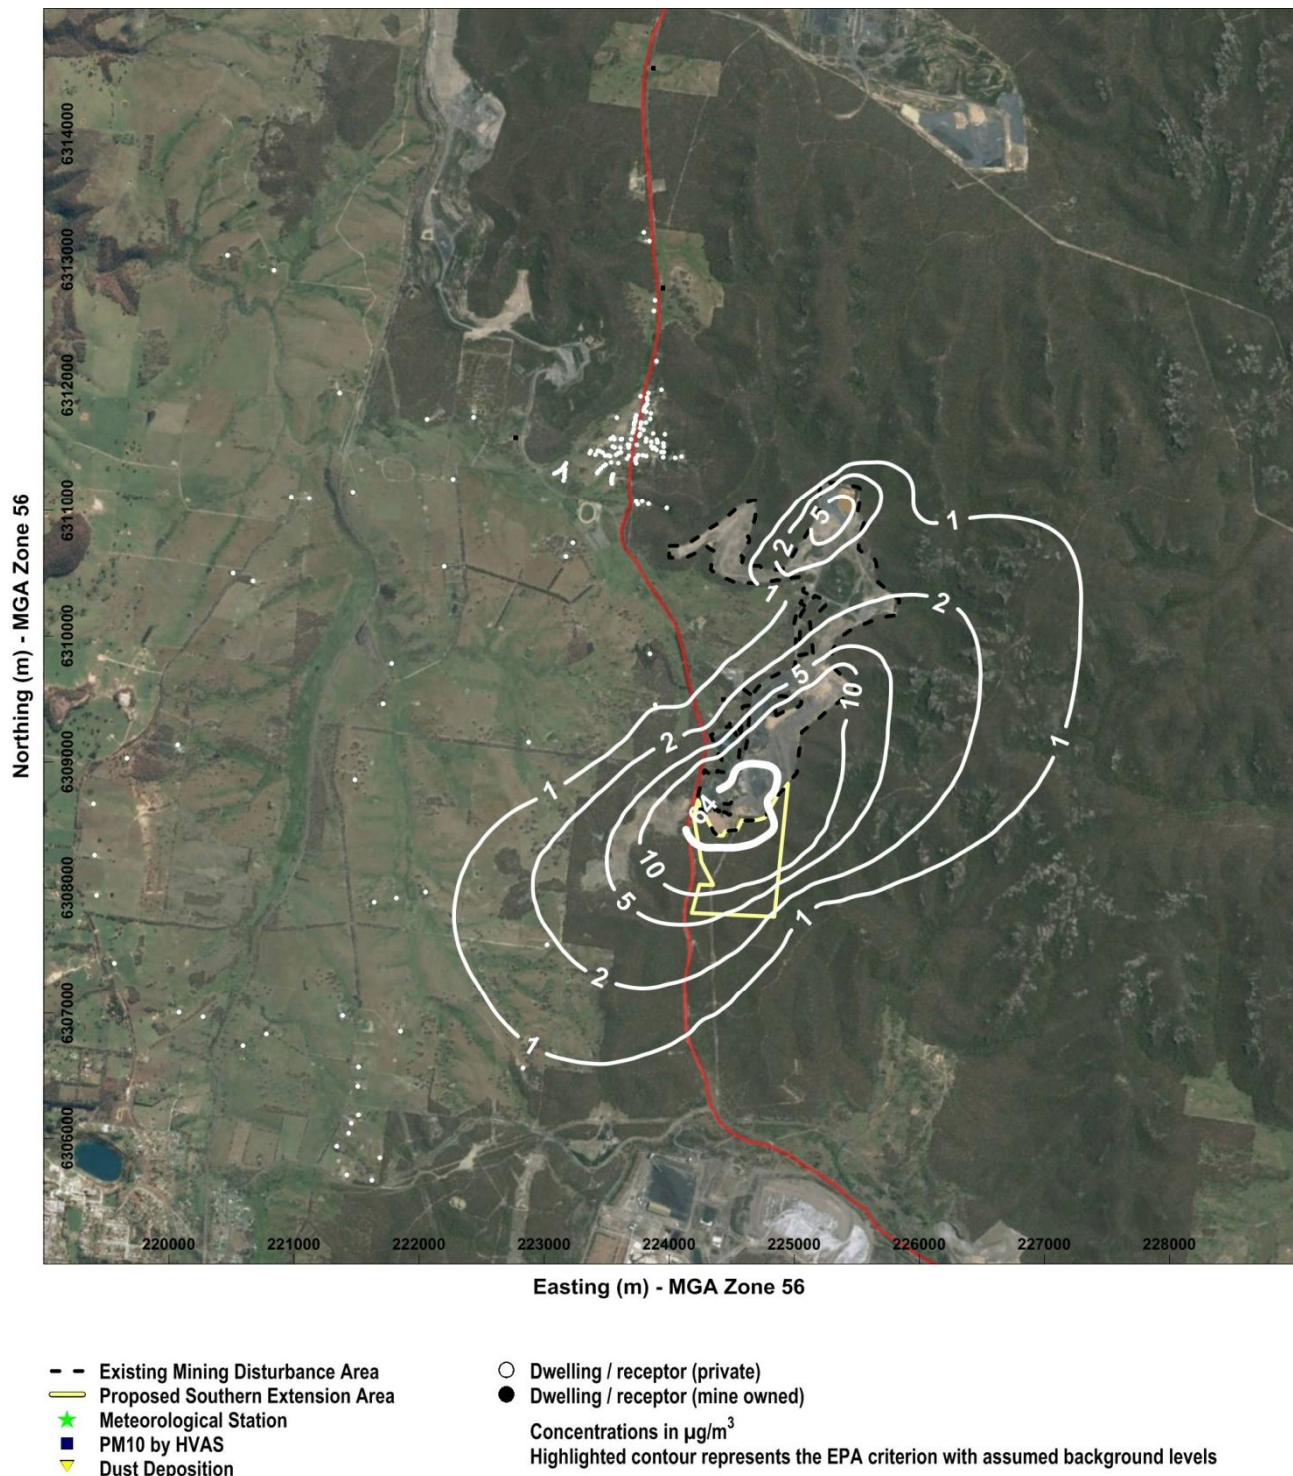 Northing (m) - MGA Zone 56
6314000
6313000
6312000
6311000
6310000
6309000
6308000
6307000
6306000
5
2
1
1
2
5
10
2
1
64
1
10
5
1
2
1
220000 221000 222000 223000 224000 225000 226000 227000 228000
Easting (m) - MGA Zone 56
Existing Mining Disturbance Area
Proposed Southern Extension Area
Meteorological Station
PM10 by HVAS
Dust Deposition
Dwelling / receptor (private)
Dwelling / receptor (mine owned)
Concentrations in µg/m³
Highlighted contour represents the EPA criterion with assumed background levels